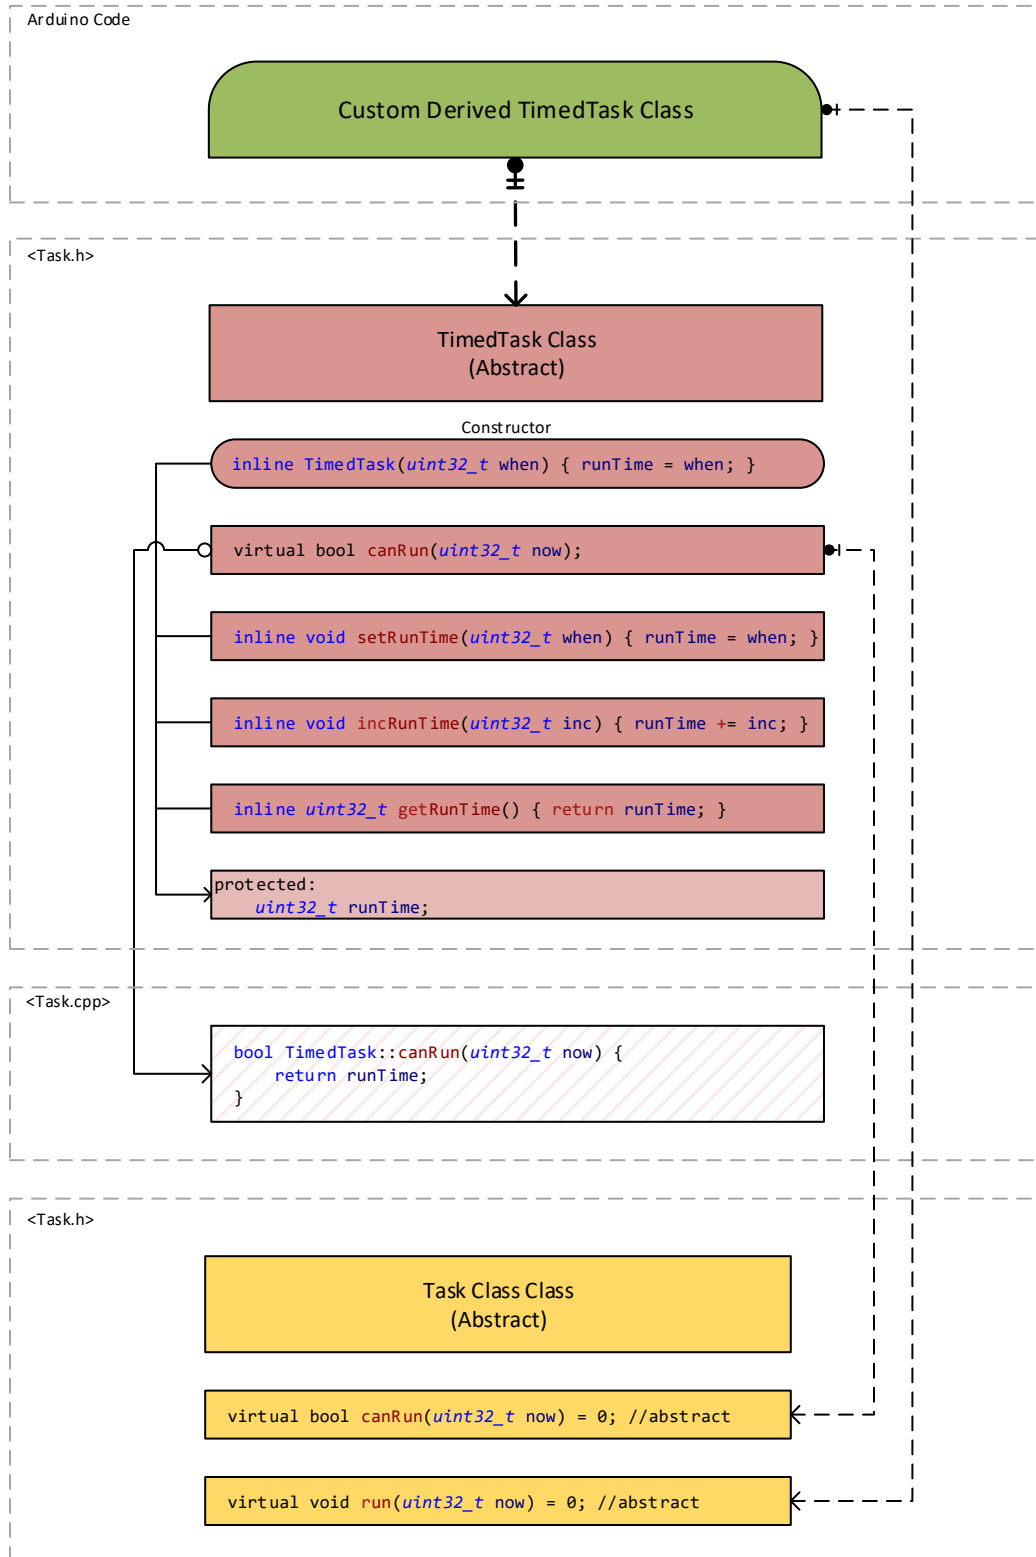 Arduino Code
Custom Derived TimedTask Class
<Task.h>
TimedTask Class
(Abstract)
Constructor
inline TimedTask(uint32_t when) { runTime = when; }
virtual bool canRun(uint32_t now);
inline void setRunTime(uint32_t when) { runTime = when; }
inline void incRunTime(uint32_t inc) { runTime += inc; }
inline uint32_t getRunTime() { return runTime; }
protected:
uint32_t runTime;
<Task.cpp>
bool TimedTask::canRun(uint32_t now) {
return runTime;
}
<Task.h>
Task Class Class
(Abstract)
virtual bool canRun(uint32_t now) = 0; //abstract
virtual void run(uint32_t now) = 0; //abstract